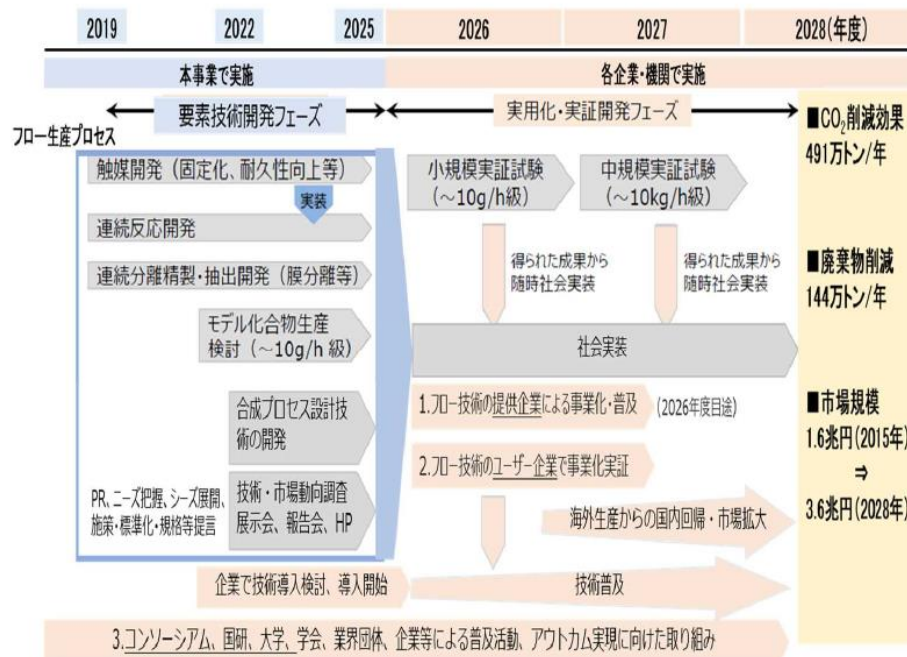 2019
2022
2025
2026
2027
2028(年度)
本事業で実施
各企業・機関で実施
要素技術開発フェーズ
実用化・実証開発フェーズ
フロー生産プロセス
触媒開発（固定化、耐久性向上等）
実装
連続反応開発
連続分離精製・抽出開発（膜分離等）
モデル化合物生産
検討（～10g/h 級）
合成プロセス設計技
術の開発
PR、ニーズ把握、シーズ展開、
施策・標準化・規格等提言
技術・市場動向調査
展示会、報告会、HP
小規模実証試験
（～10g/h級）
中規模実証試験
（～10kg/h級）
得られた成果から
随時社会実装
得られた成果から
随時社会実装
社会実装
1.フロー技術の提供企業による事業化・普及
(2026年度目途)
2.フロー技術のユーザー企業で事業化実証
海外生産からの国内回帰・市場拡大
企業で技術導入検討、導入開始
技術普及
3.コンソーシアム、国研、大学、学会、業界団体、企業等による普及活動、アウトカム実現に向けた取り組み
■CO₂削減効果
491万トン/年
■廃棄物削減
144万トン/年
■市場規模
1.6兆円(2015年)
⇒
3.6兆円(2028年)